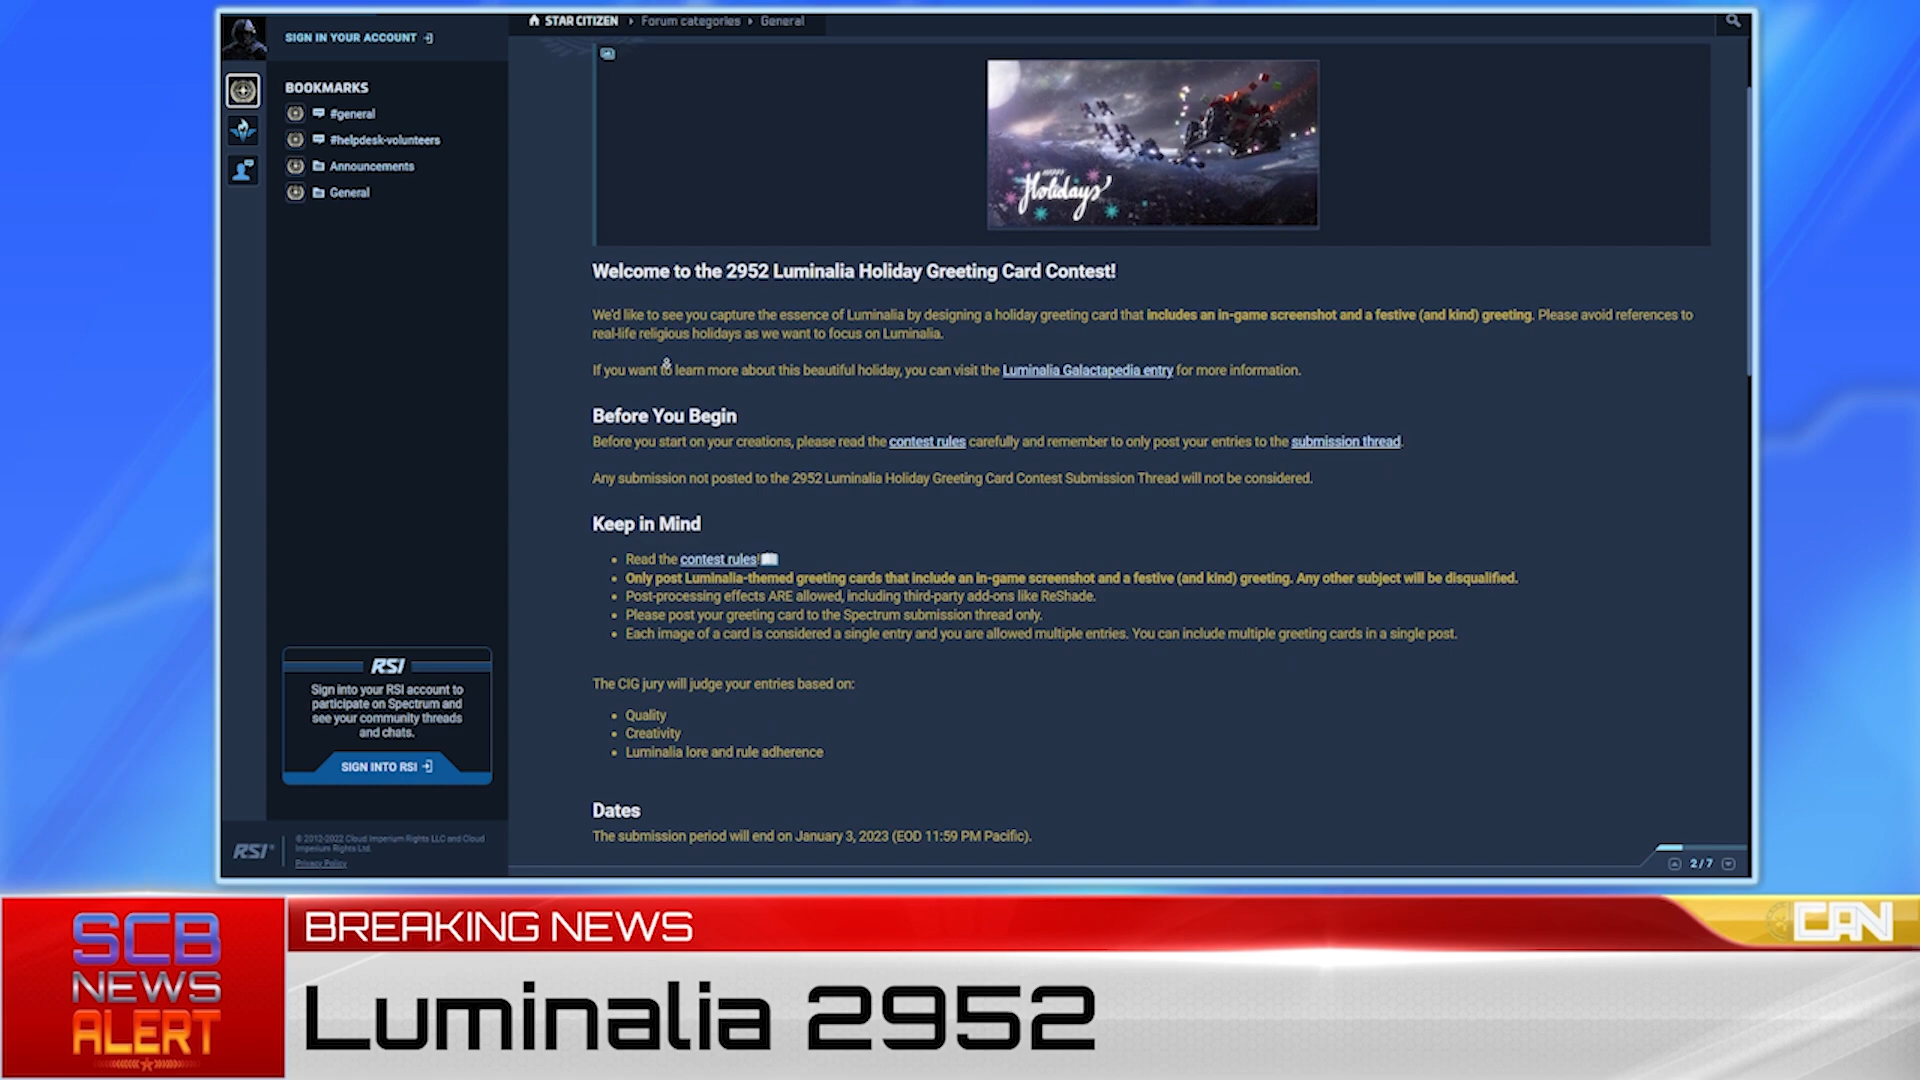 SIGN IN YOUR ACCOUNT
STAR CITIZEN › Forum categories › General
BOOKMARKS
#general
#helpdesk-volunteers
Announcements
General
HAPPY
Holidays
Welcome to the 2952 Luminalia Holiday Greeting Card Contest!
We'd like to see you capture the essence of Luminalia by designing a holiday greeting card that includes an in-game screenshot and a festive (and kind) greeting. Please avoid references to
real-life religious holidays as we want to focus on Luminalia.
If you want to learn more about this beautiful holiday, you can visit the Luminalia Galactapedia entry for more information.
Before You Begin
Before you start on your creations, please read the contest rules carefully and remember to only post your entries to the submission thread.
Any submission not posted to the 2952 Luminalia Holiday Greeting Card Contest Submission Thread will not be considered.
Keep in Mind
Read the contest rules!
Only post Luminalia-themed greeting cards that include an in-game screenshot and a festive (and kind) greeting. Any other subject will be disqualified.
Post-processing effects ARE allowed, including third-party add-ons like ReShade.
Please post your greeting card to the Spectrum submission thread only.
Each image of a card is considered a single entry and you are allowed multiple entries. You can include multiple greeting cards in a single post.
The CIG jury will judge your entries based on:
Quality
Creativity
Luminalia lore and rule adherence
Dates
The submission period will end on January 3, 2023 (EOD 11:59 PM Pacific).
RSI
Sign into your RSI account to
participate on Spectrum and
see your community threads
and chats.
SIGN INTO RSI
RSI
© 2012-2022 Cloud Imperium Rights LLC and Cloud
Imperium Rights Ltd.
Privacy Policy
2/7
SCB
NEWS
ALERT
BREAKING NEWS
CAN
Luminalia 2952